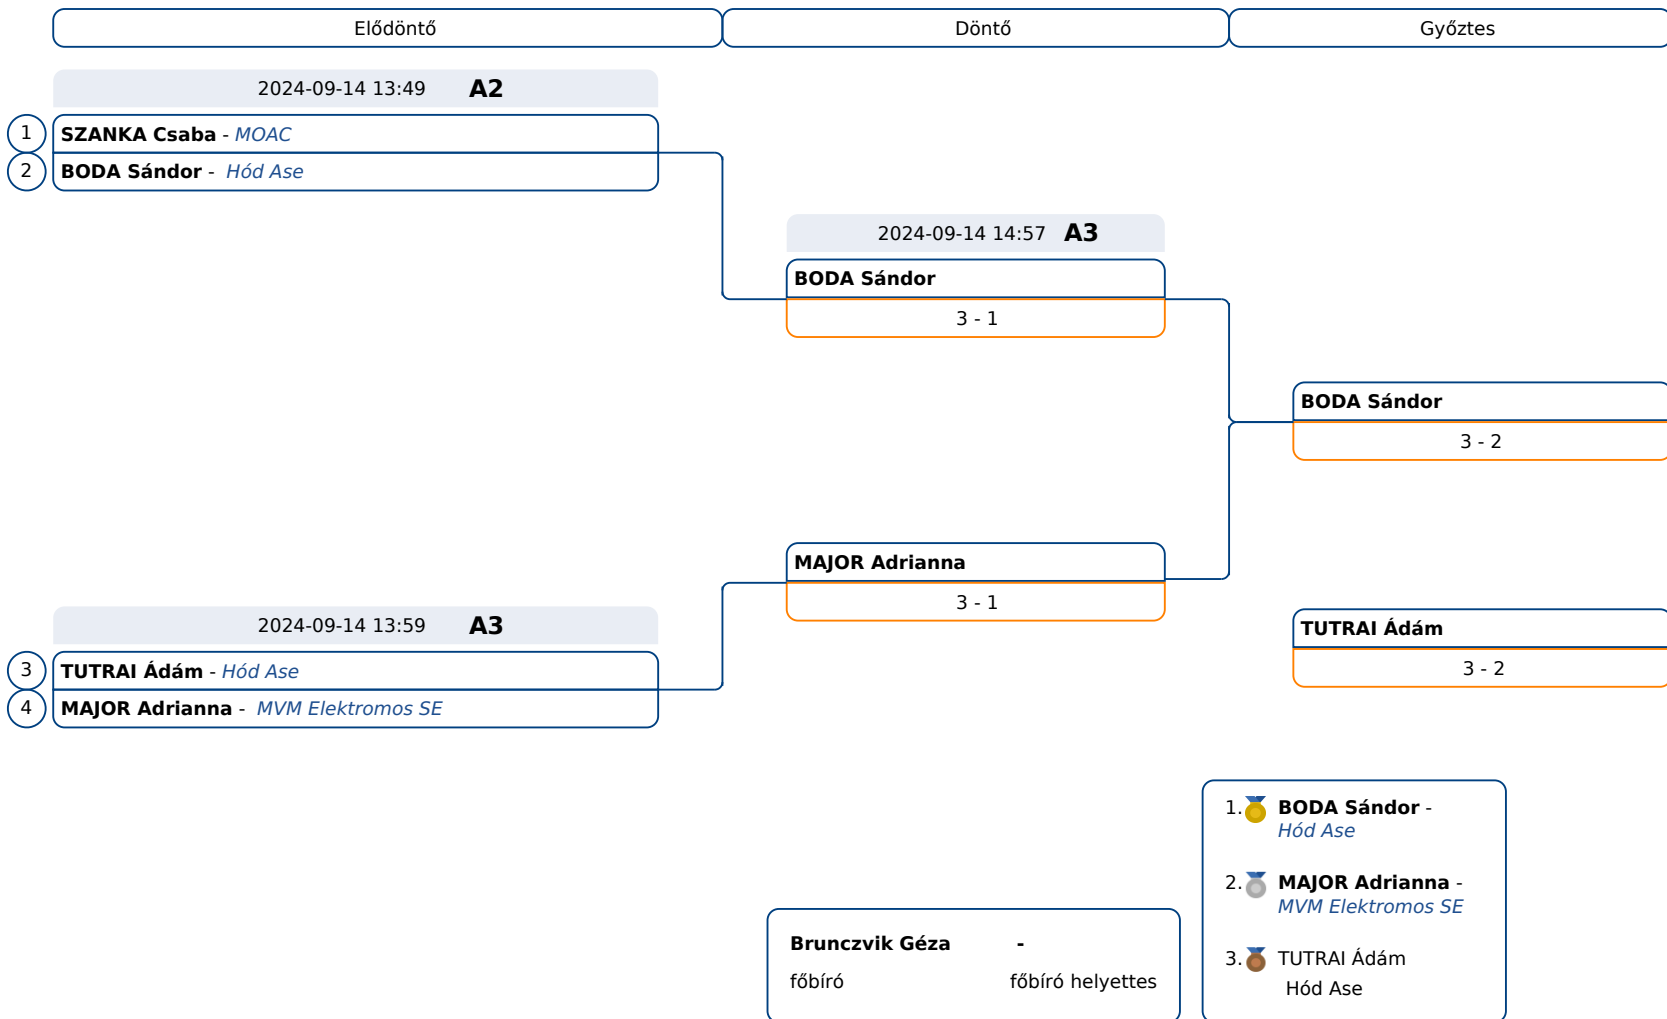 Elődöntő
Döntő
Győztes
2024-09-14 13:49 A2
1 SZANKA Csaba - MOAC
2 BODA Sándor - Hód Ase
2024-09-14 14:57 A3
BODA Sándor
3 - 1
BODA Sándor
3 - 2
MAJOR Adrianna
3 - 1
2024-09-14 13:59 A3
3 TUTRAI Ádám - Hód Ase
4 MAJOR Adrianna - MVM Elektromos SE
TUTRAI Ádám
3 - 2
1. BODA Sándor -
Hód Ase
2. MAJOR Adrianna -
MVM Elektromos SE
3. TUTRAI Ádám
Hód Ase
Brunczvik Géza -
főbíró főbíró helyettes